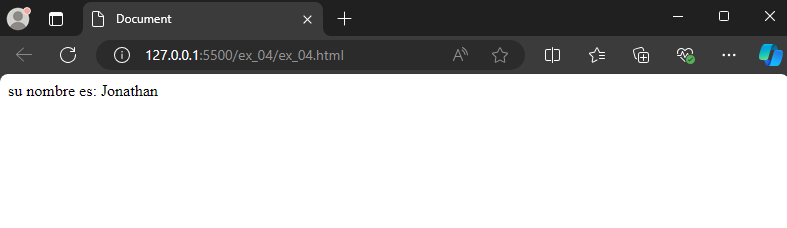 Document
127.0.0.1:5500/ex_04/ex_04.html
su nombre es: Jonathan